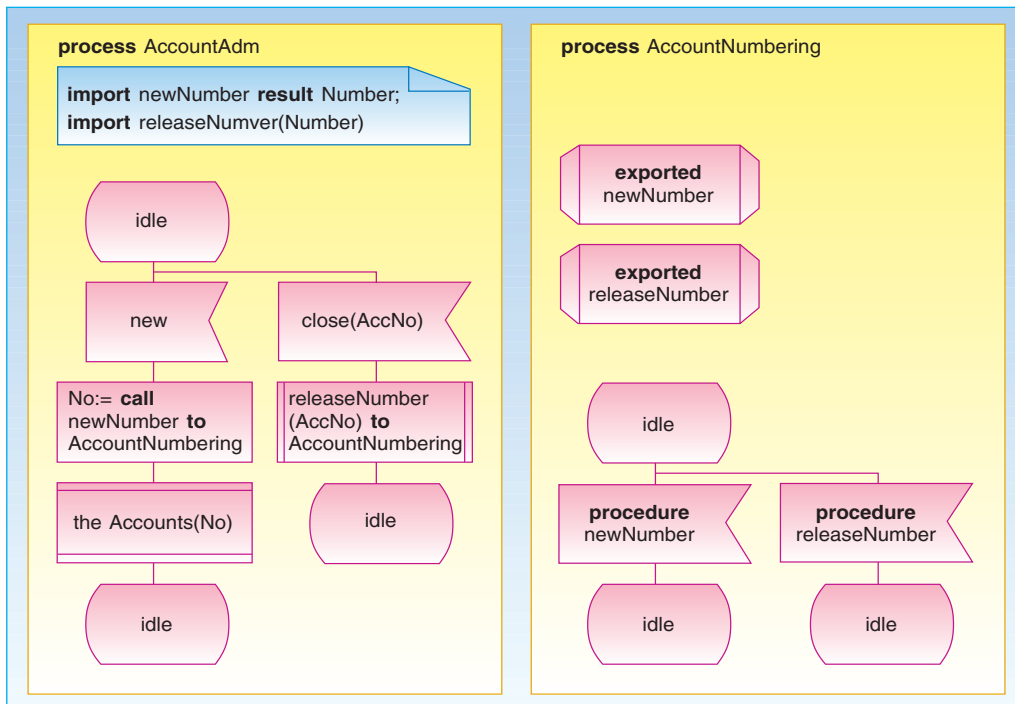 process AccountAdm
import newNumber result Number;
import releaseNumver(Number)
idle
new
close(AccNo)
No:= call
newNumber to
AccountNumbering
releaseNumber
(AccNo) to
AccountNumbering
the Accounts(No)
idle
idle
process AccountNumbering
exported
newNumber
exported
releaseNumber
idle
procedure
newNumber
procedure
releaseNumber
idle
idle